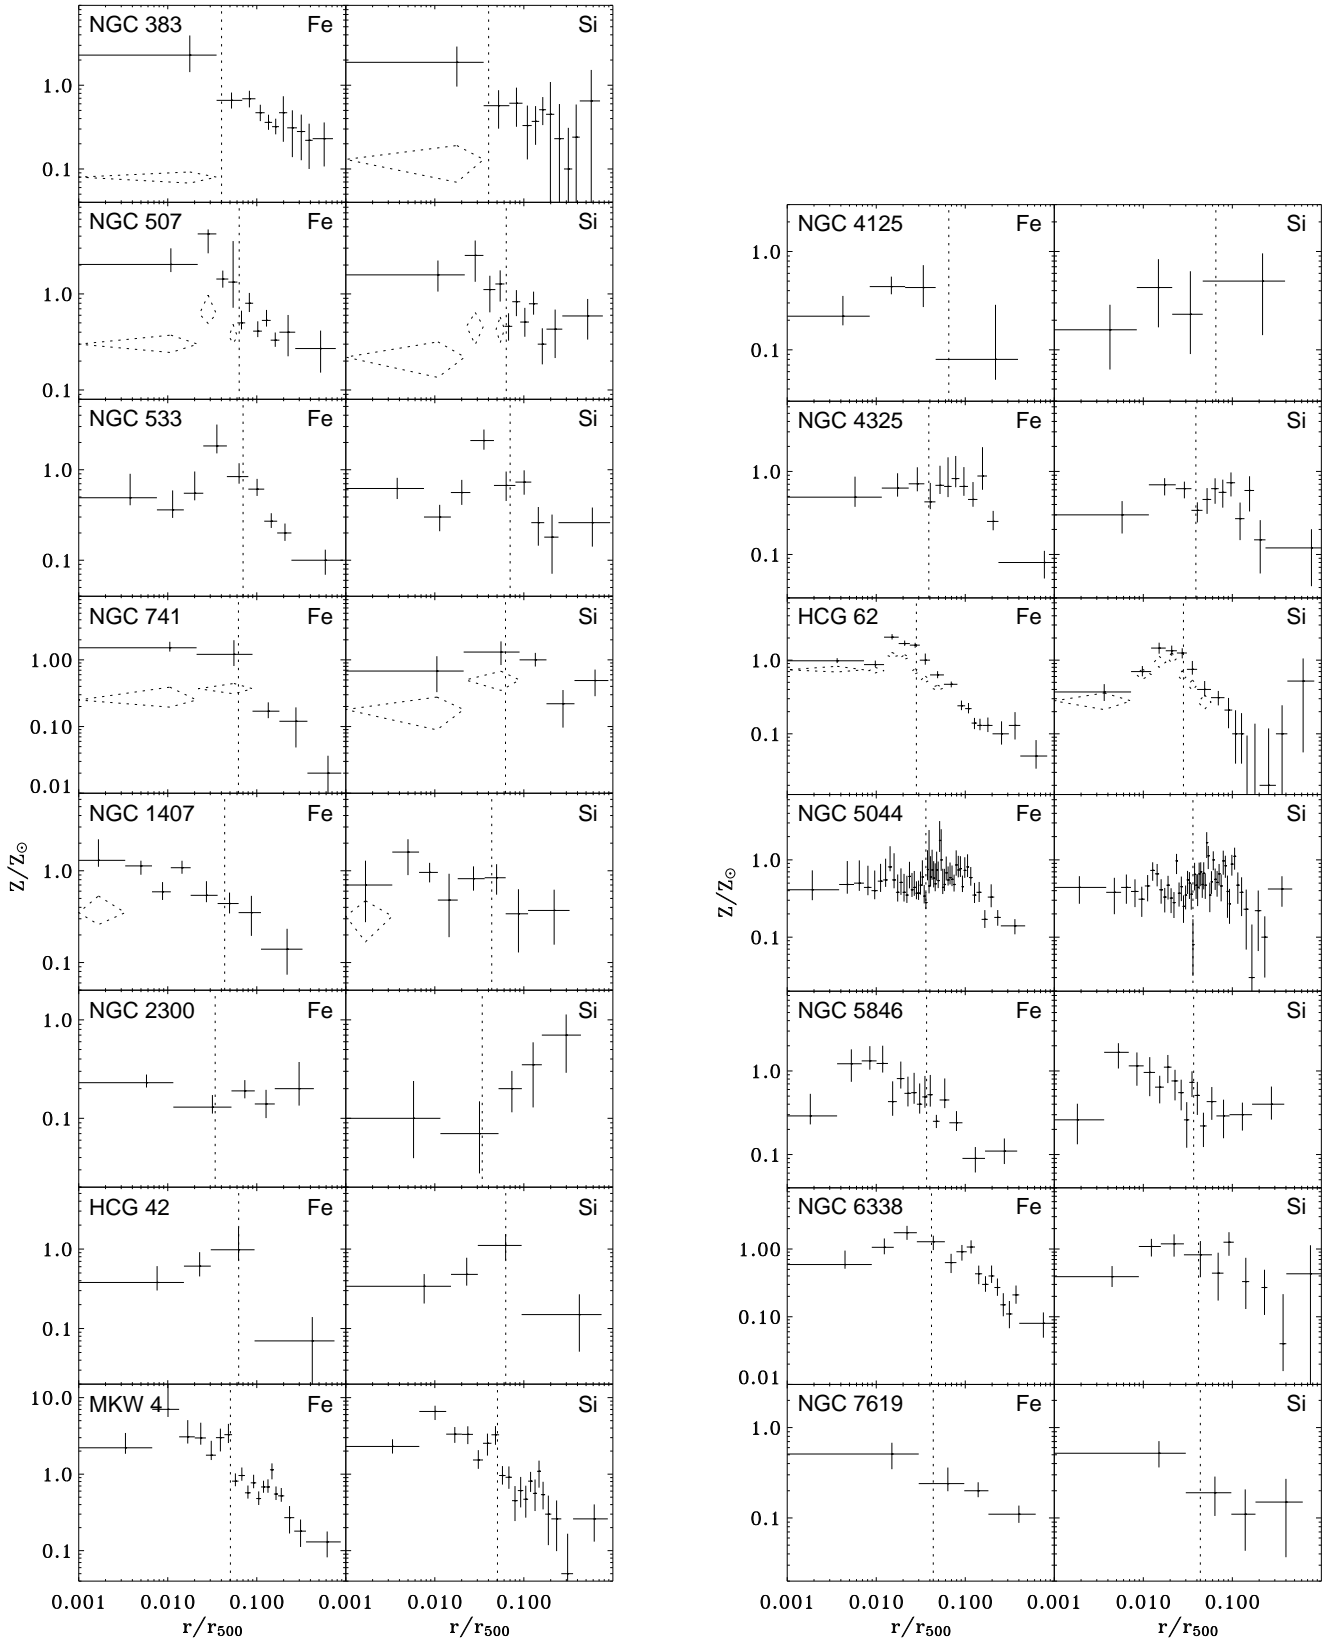 NGC 383 Fe Si
1.0
0.1
NGC 507 Fe Si
1.0
0.1
NGC 533 Fe Si
1.0
0.1
NGC 741 Fe Si
1.00
0.10
0.01
NGC 1407 Fe Si
1.0
0.1
Z/Z☉
NGC 2300 Fe Si
1.0
0.1
HCG 42 Fe Si
1.0
0.1
MKW 4 Fe Si
10.0
1.0
0.1
0.001 0.010 0.100 0.001 0.010 0.100
r/r500 r/r500
NGC 4125 Fe Si
1.0
0.1
NGC 4325 Fe Si
1.0
0.1
HCG 62 Fe Si
1.0
0.1
NGC 5044 Fe Si
1.0
0.1
Z/Z☉
NGC 5846 Fe Si
1.0
0.1
NGC 6338 Fe Si
1.00
0.10
0.01
NGC 7619 Fe Si
1.0
0.1
0.001 0.010 0.100 0.001 0.010 0.100
r/r500 r/r500